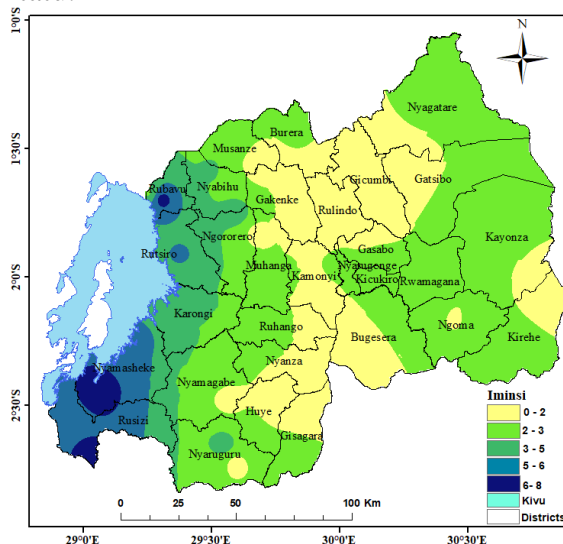 1°0'S
N
Nyagatare
Burera
1°30'S
Musanze
Gicumbi
Gatsibo
Rubavu
Nyabihu
Gakenke
Rulindo
Ngororero
Kayonza
Rutsiro
Gasabo
2°0'S
Muhanga
Nyarugenge
Kamonyi
Kicukiro
Rwamagana
Karongi
Ruhango
Bugesera
Ngoma
Kirehe
Nyamasheke
Nyanza
Nyamagabe
2°30'S
Huye
Rusizi
Gisagara
Nyaruguru
Iminsi
0 - 2
2 - 3
3 - 5
5 - 6
6- 8
Kivu
Districts
0 25 50 100 Km
29°0'E 29°30'E 30°0'E 30°30'E